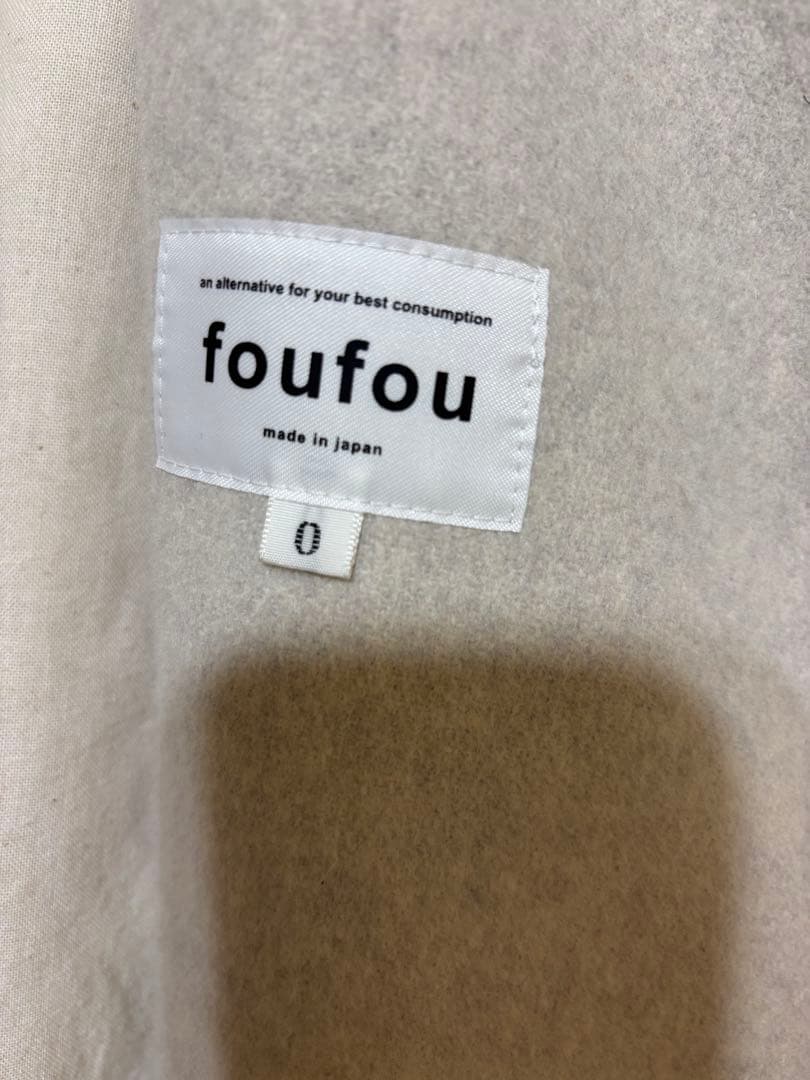 an alternative for your best consumption
foufou
made in japan
0